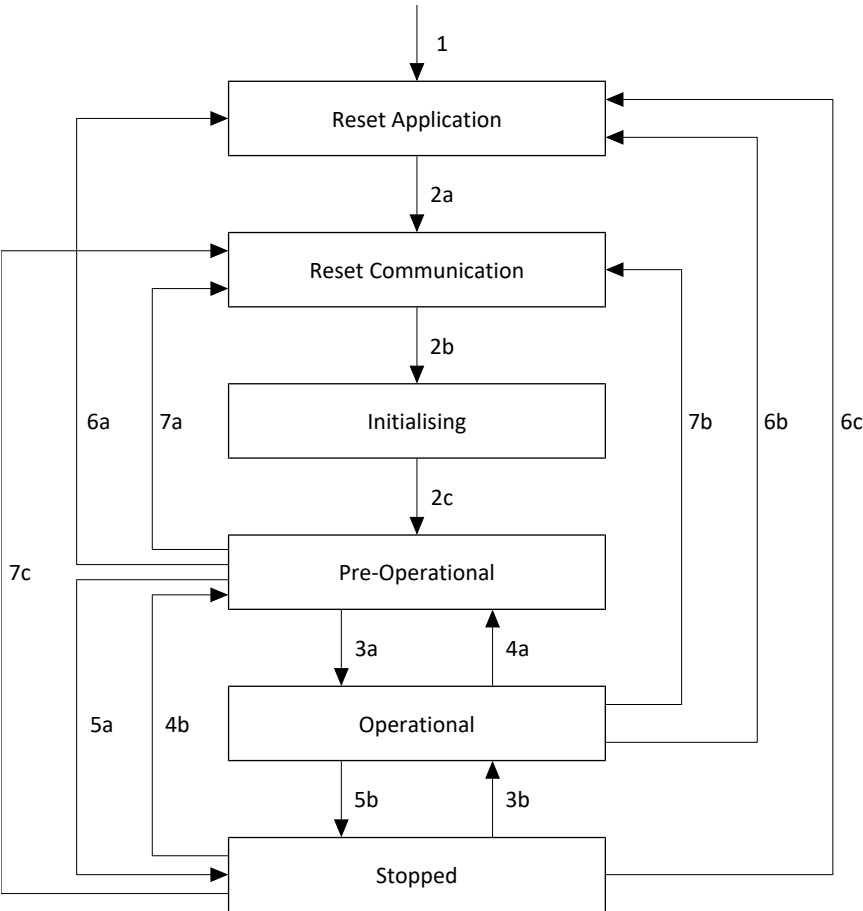 1
Reset Application
2a
Reset Communication
2b
6a
7a
Initialising
7b
6b
6c
2c
7c
Pre-Operational
3a
4a
5a
4b
Operational
5b
3b
Stopped